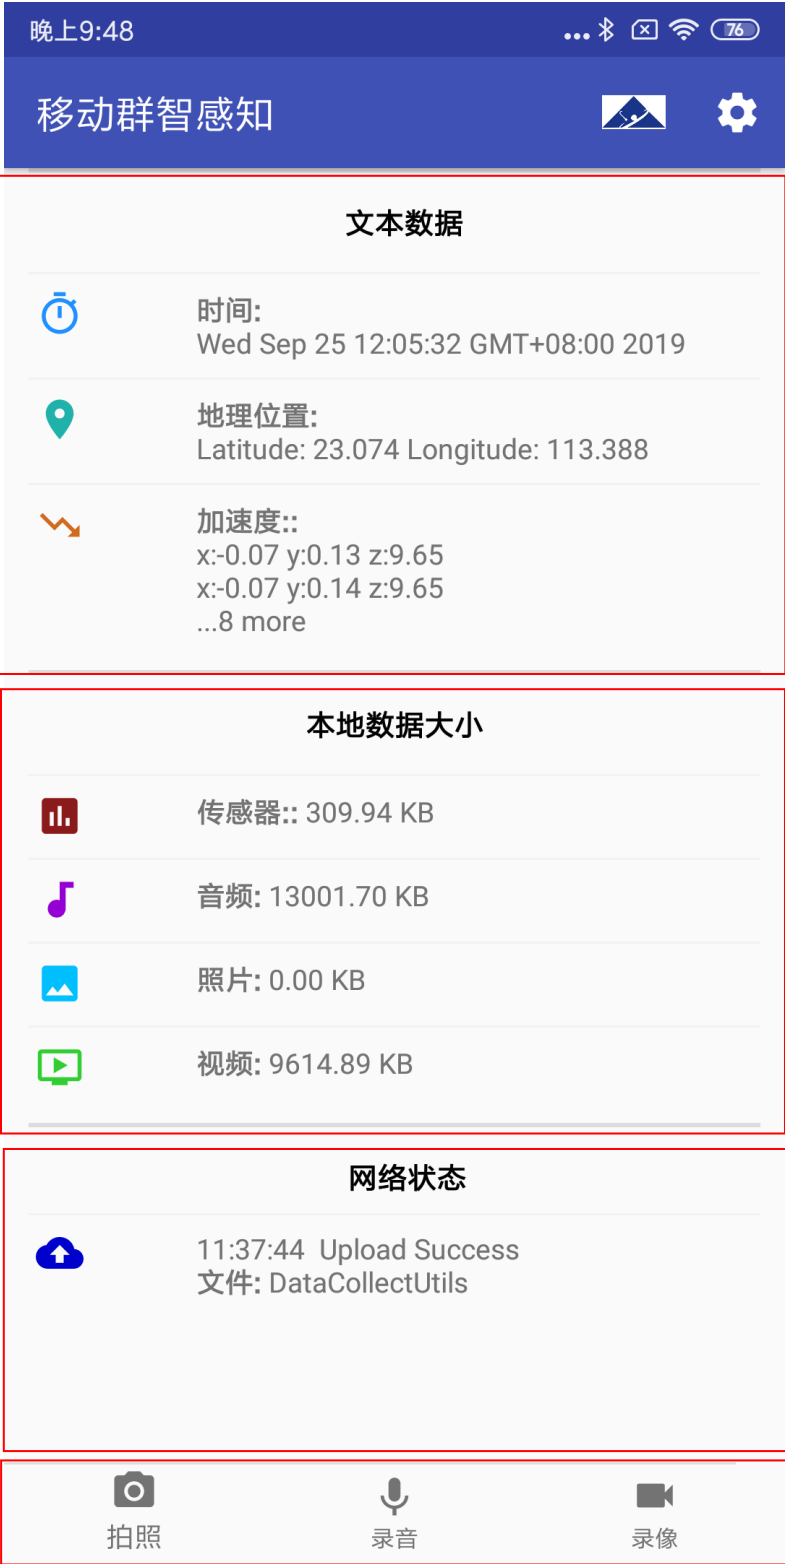 晚上9:48
76
移动群智感知
文本数据
时间:
Wed Sep 25 12:05:32 GMT+08:00 2019
地理位置:
Latitude: 23.074 Longitude: 113.388
加速度::
x:-0.07 y:0.13 z:9.65
x:-0.07 y:0.14 z:9.65
...8 more
本地数据大小
传感器:: 309.94 KB
音频: 13001.70 KB
照片: 0.00 KB
视频: 9614.89 KB
网络状态
11:37:44  Upload Success
文件: DataCollectUtils
拍照 录音 录像